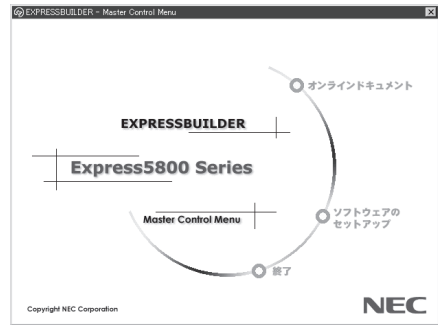 EXPRESSBUILDER - Master Control Menu
オンラインドキュメント
EXPRESSBUILDER
Express5800 Series
Master Control Menu
ソフトウェアの
セットアップ
終了
Copyright NEC Corporation
NEC